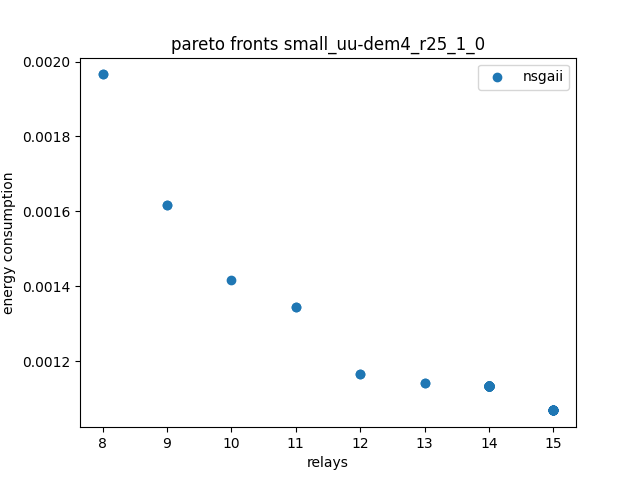 pareto fronts small_uu-dem4_r25_1_0
nsgaii
0.0020
0.0018
0.0016
0.0014
0.0012
energy consumption
8 9 10 11 12 13 14 15
relays